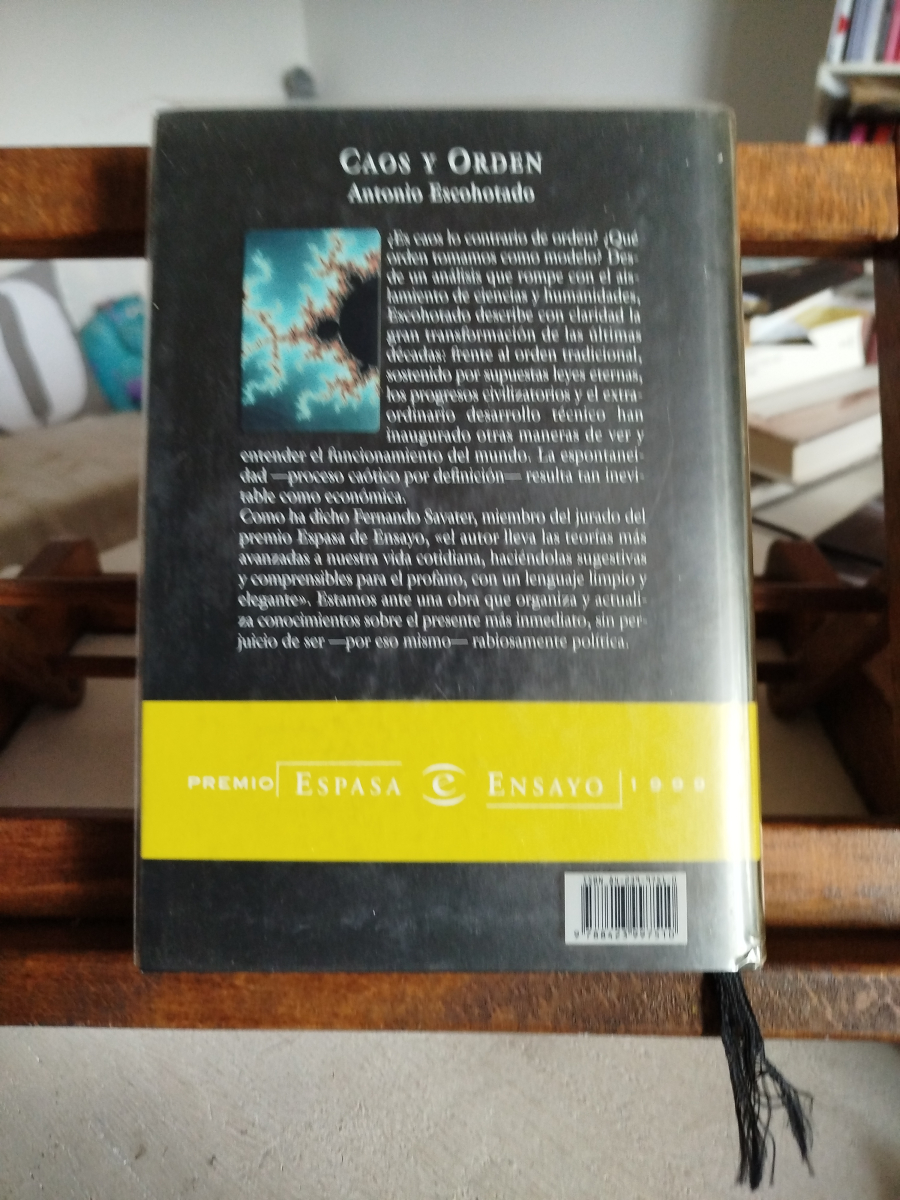 CAOS Y ORDEN
Antonio Escohotado
¿Es caos lo contrario de orden? ¿Qué
orden tomamos como modelo? Des-
de un análisis que rompe con el ais-
lamiento de ciencias y humanidades,
Escohotado describe con claridad la
gran transformación de las últimas
décadas: frente al orden tradicional,
sostenido por supuestas leyes eternas,
los progresos civilizatorios y el extra-
ordinario desarrollo técnico han
inaugurado otras maneras de ver y
entender el funcionamiento del mundo. La espontanei-
dad —proceso caótico por definición— resulta tan inevi-
table como económica.
Como ha dicho Fernando Savater, miembro del jurado del
premio Espasa de Ensayo, «el autor lleva las teorías más
avanzadas a nuestra vida cotidiana, haciéndolas sugestivas
y comprensibles para el profano, con un lenguaje limpio y
elegante». Estamos ante una obra que organiza y actuali-
za conocimientos sobre el presente más inmediato, sin per-
juicio de ser —por eso mismo— rabiosamente política.
PREMIO ESPASA e ENSAYO 1999